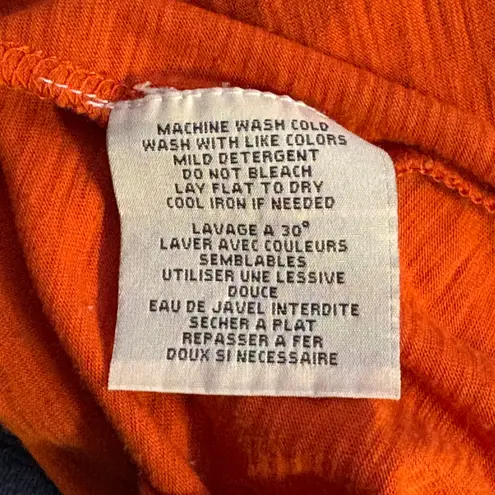 MACHINE WASH COLD
WASH WITH LIKE COLORS
MILD DETERGENT
DO NOT BLEACH
LAY FLAT TO DRY
COOL IRON IF NEEDED
LAVAGE A 30°
LAVER AVEC COULEURS
SEMBLABLES
UTILISER UNE LESSIVE
DOUCE
EAU DE JAVEL INTERDITE
SECHER A PLAT
REPASSER A FER
DOUX SI NECESSAIRE